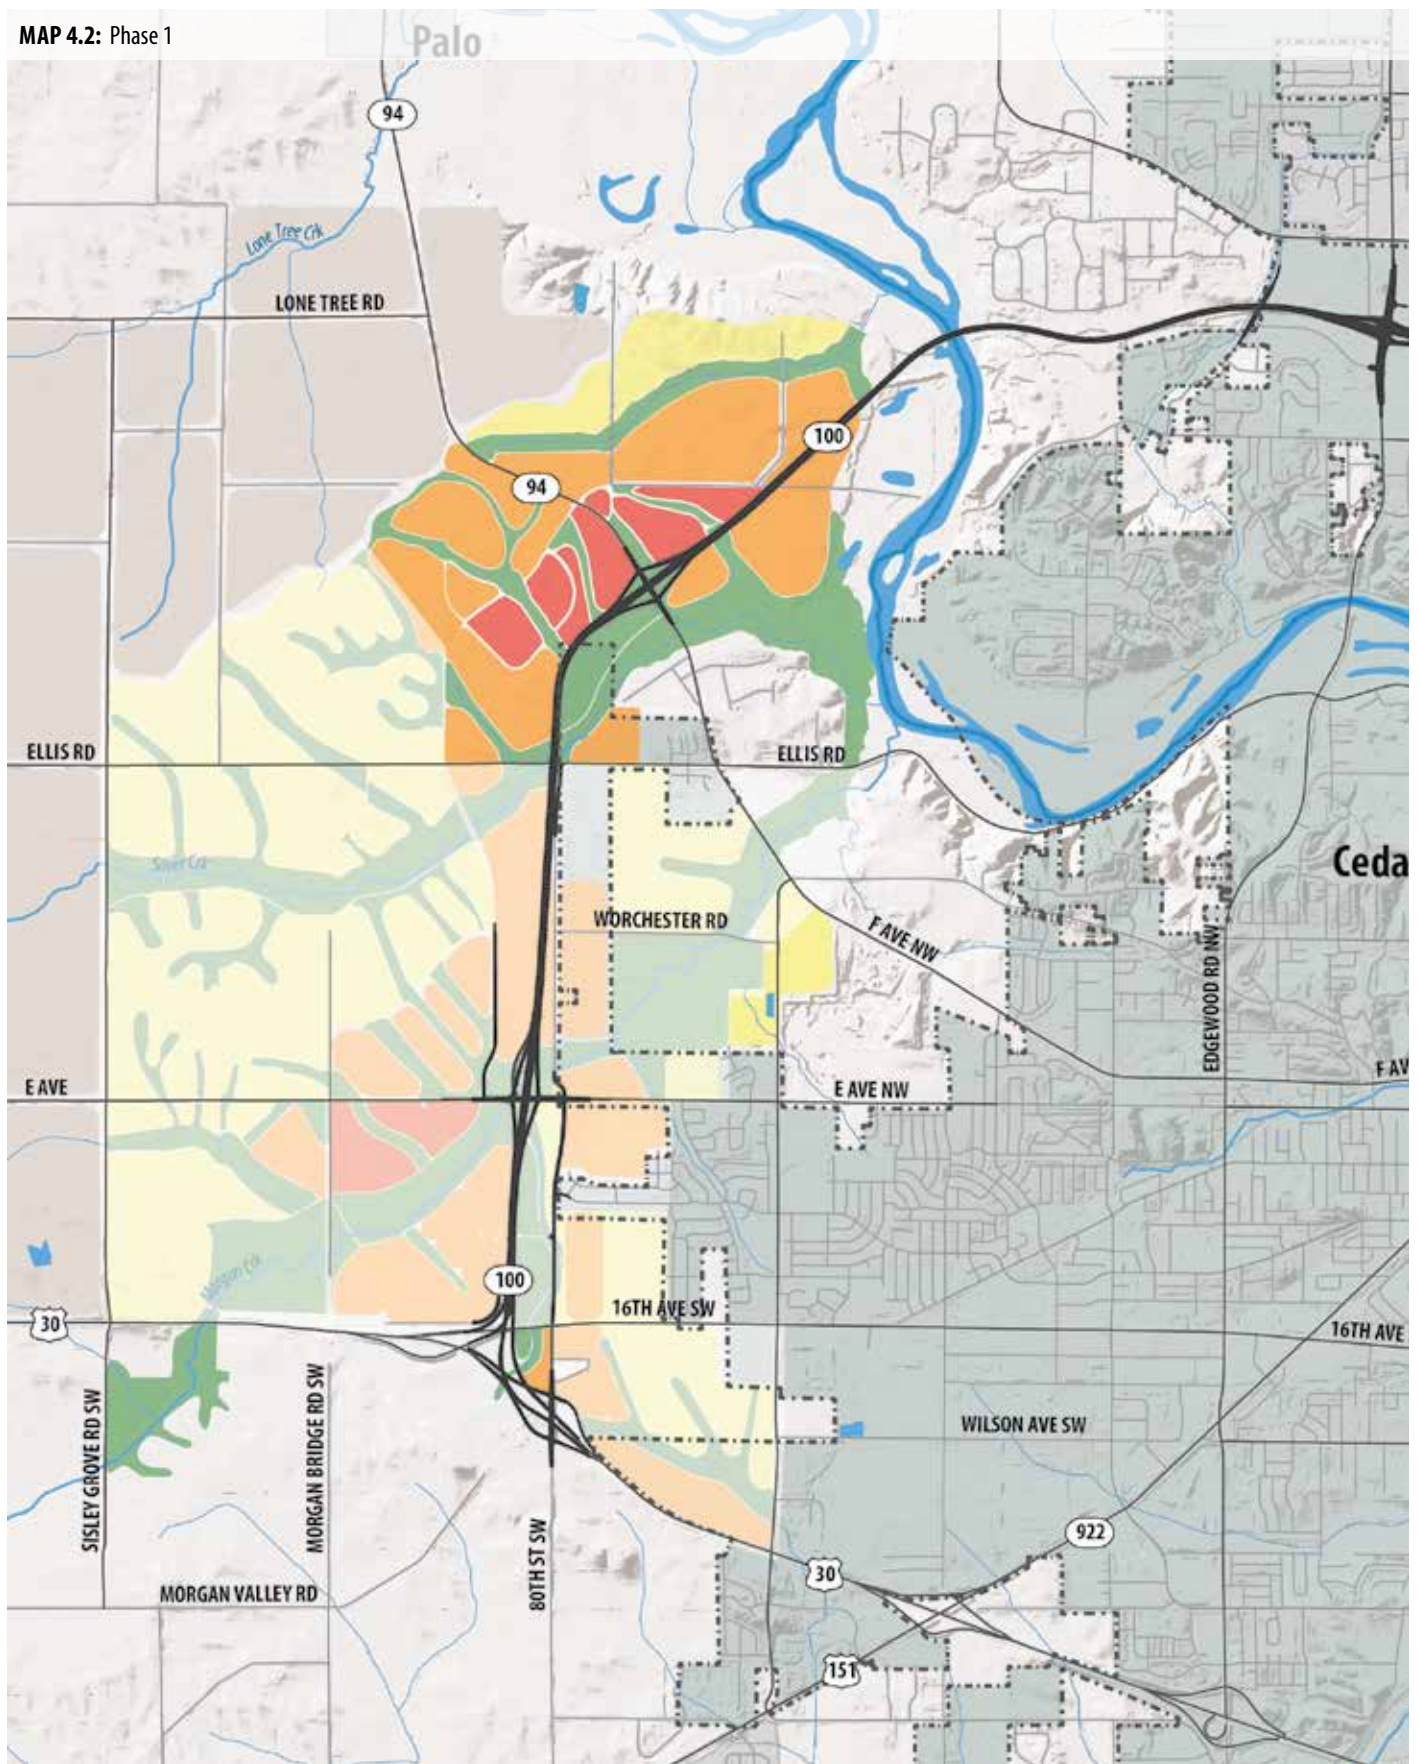 MAP 4.2: Phase 1
Palo
94
Lone Tree Crk
LONE TREE RD
100
94
ELLIS RD
ELLIS RD
Silver Crk
Ceda
WORCHESTER RD
F AVE NW
EDGEWOOD RD NW
E AVE
E AVE NW
F AV
Morgan Crk
100
30
16TH AVE SW
16TH AVE
SISLEY GROVE RD SW
MORGAN BRIDGE RD SW
WILSON AVE SW
80TH ST SW
922
30
MORGAN VALLEY RD
151